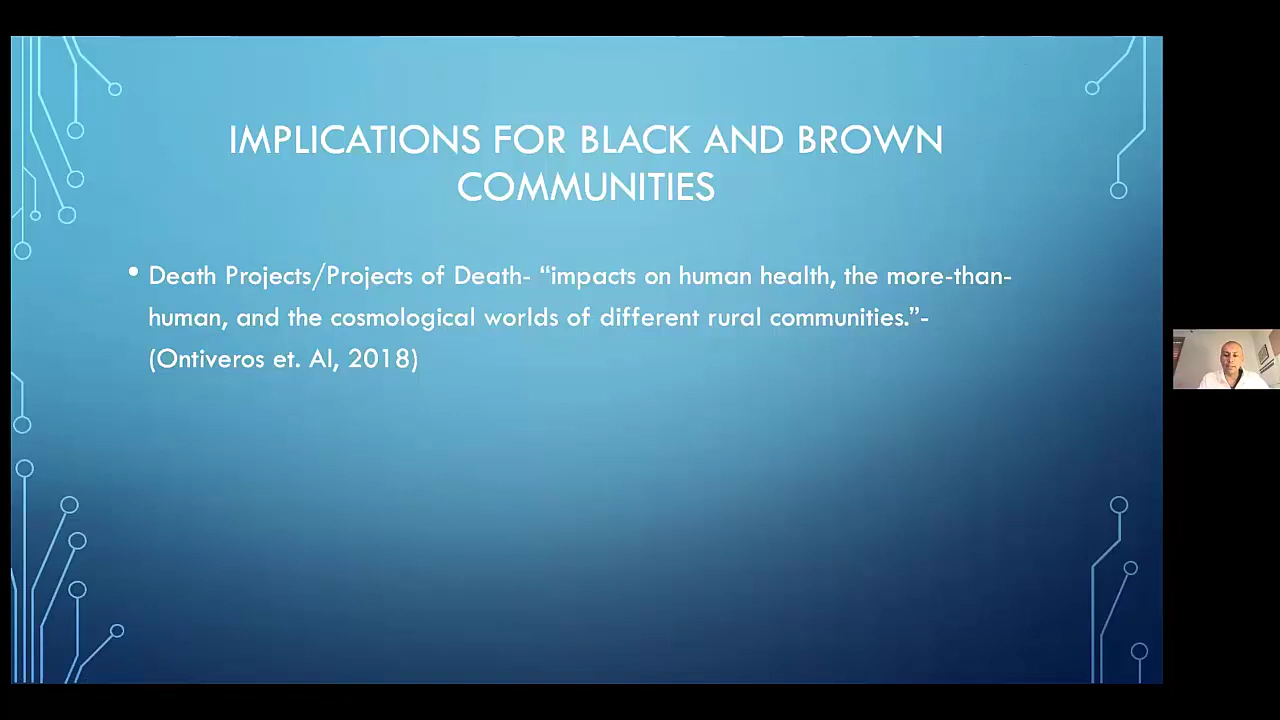 IMPLICATIONS FOR BLACK AND BROWN
COMMUNITIES
• Death Projects/Projects of Death- “impacts on human health, the more-than-
human, and the cosmological worlds of different rural communities.”-
(Ontiveros et. Al, 2018)